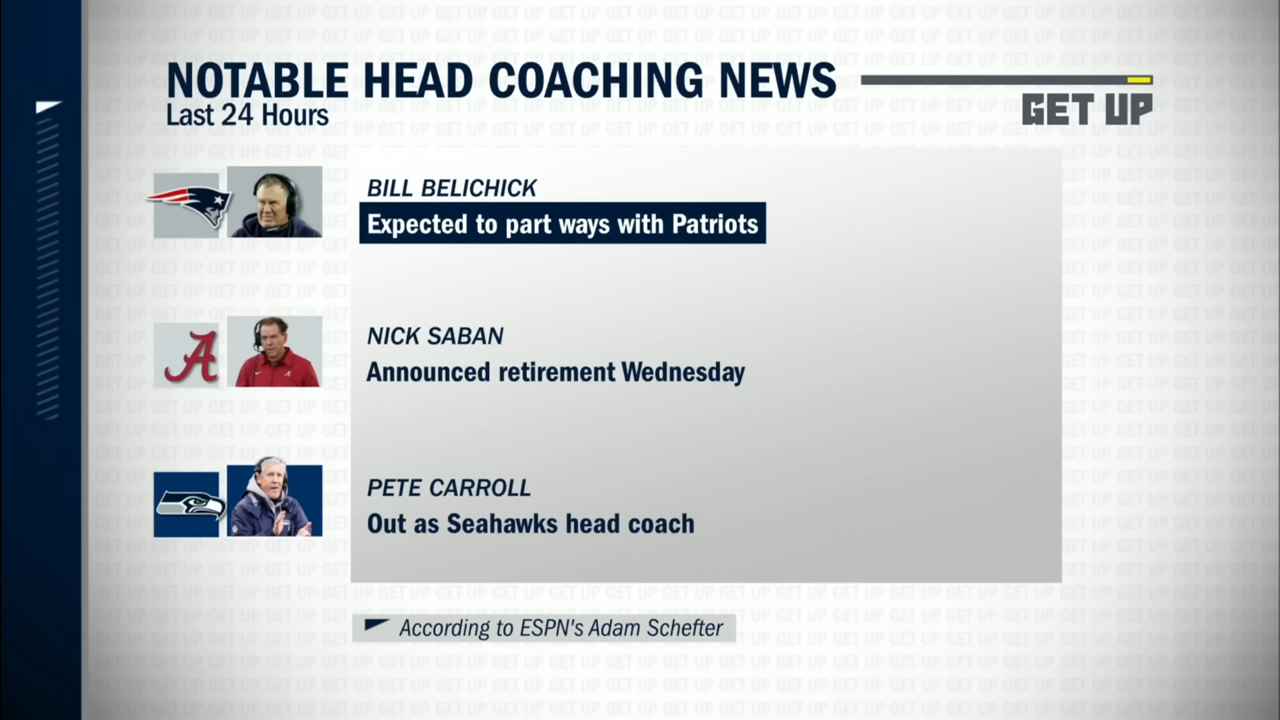 NOTABLE HEAD COACHING NEWS
Last 24 Hours
GET UP
BILL BELICHICK
Expected to part ways with Patriots
A
NICK SABAN
Announced retirement Wednesday
PETE CARROLL
Out as Seahawks head coach
According to ESPN's Adam Schefter